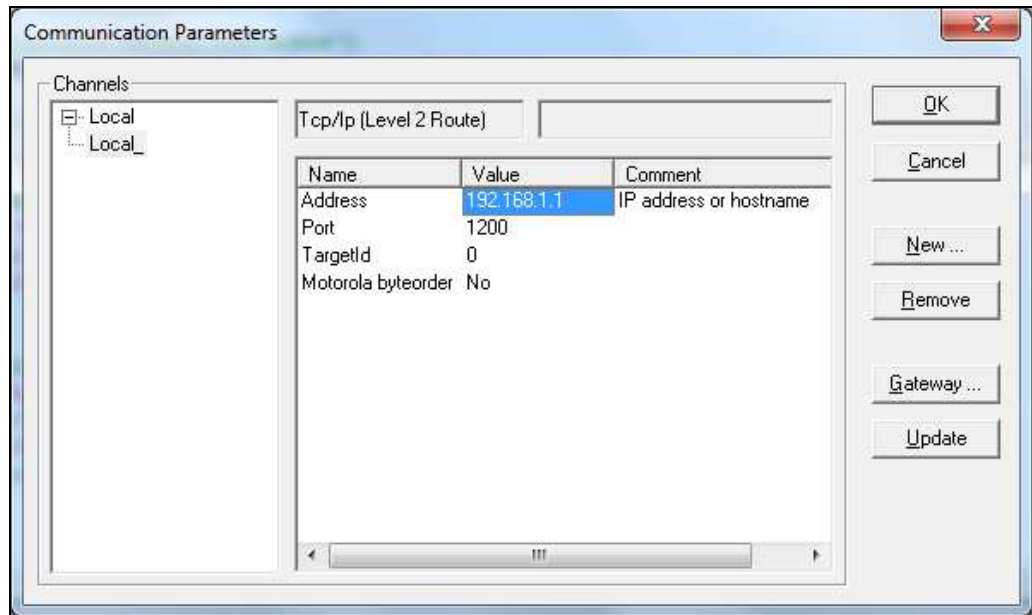 Communication Parameters
Channels
Local
Local_
Tcp/Ip (Level 2 Route)
Name Value Comment
Address 192.168.1.1 IP address or hostname
Port 1200
TargetId 0
Motorola byteorder No
OK
Cancel
New ...
Remove
Gateway ...
Update